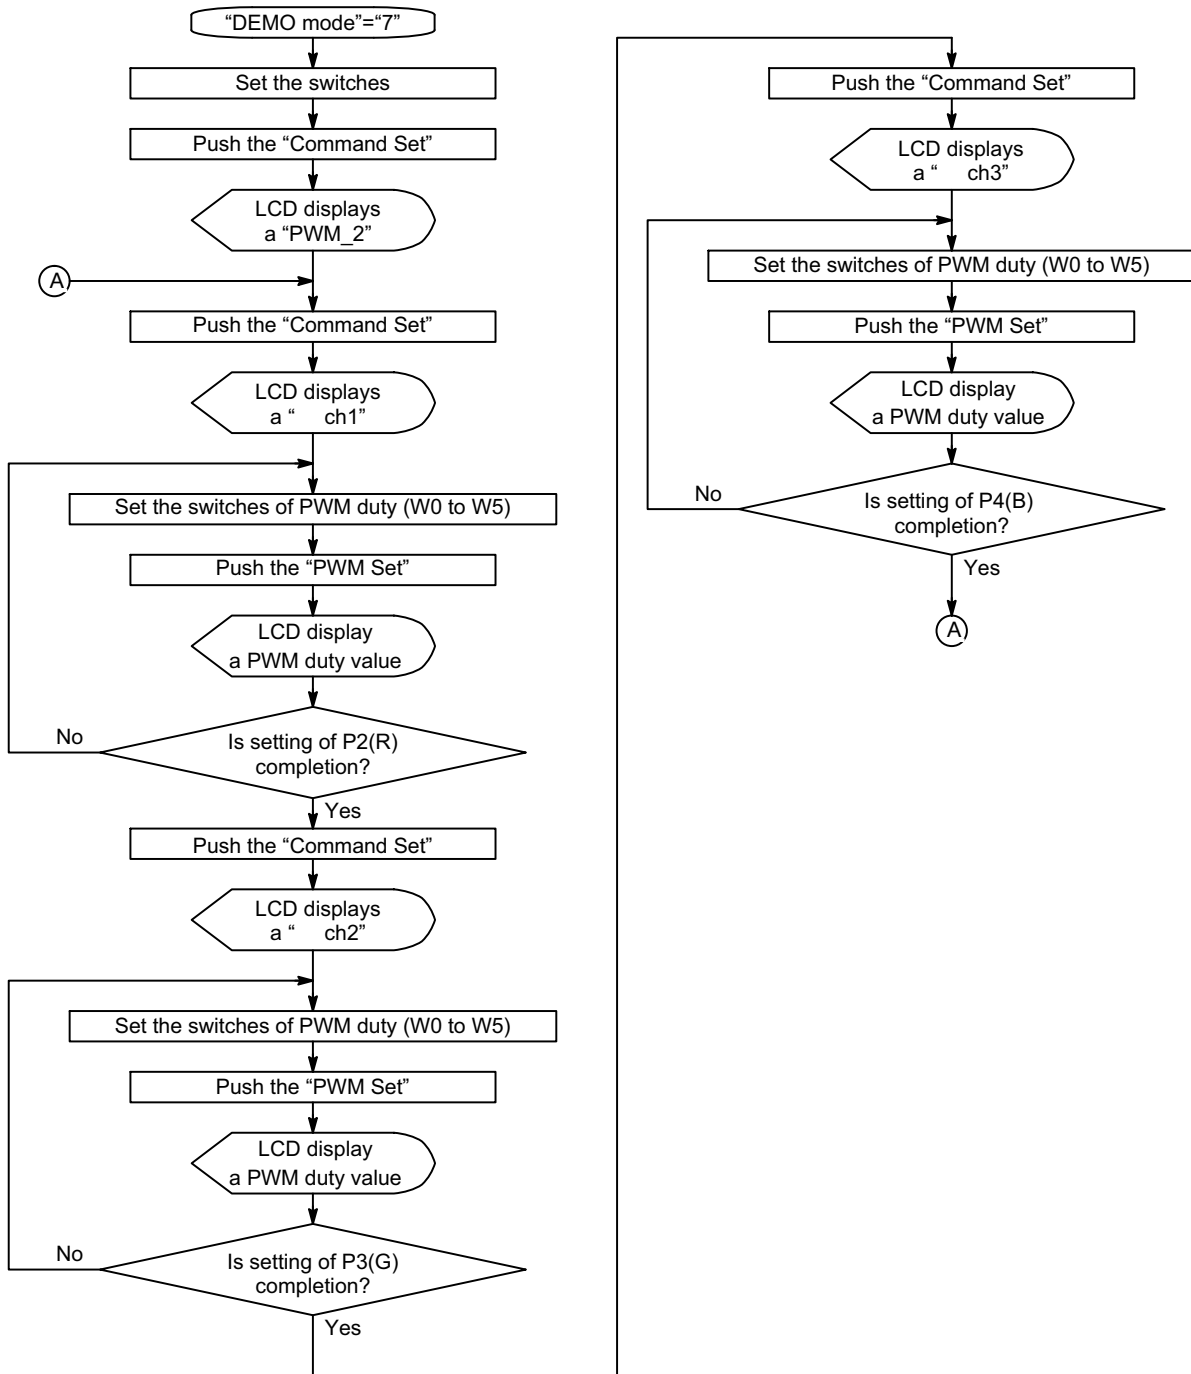 “DEMO mode”=“7”
Set the switches
Push the “Command Set”
LCD displays
a “PWM_2”
A
Push the “Command Set”
LCD displays
a “    ch1”
Set the switches of PWM duty (W0 to W5)
Push the “PWM Set”
LCD display
a PWM duty value
No
Is setting of P2(R)
completion?
Yes
Push the “Command Set”
LCD displays
a “    ch2”
Set the switches of PWM duty (W0 to W5)
Push the “PWM Set”
LCD display
a PWM duty value
No
Is setting of P3(G)
completion?
Yes
Push the “Command Set”
LCD displays
a “    ch3”
Set the switches of PWM duty (W0 to W5)
Push the “PWM Set”
LCD display
a PWM duty value
No
Is setting of P4(B)
completion?
Yes
A